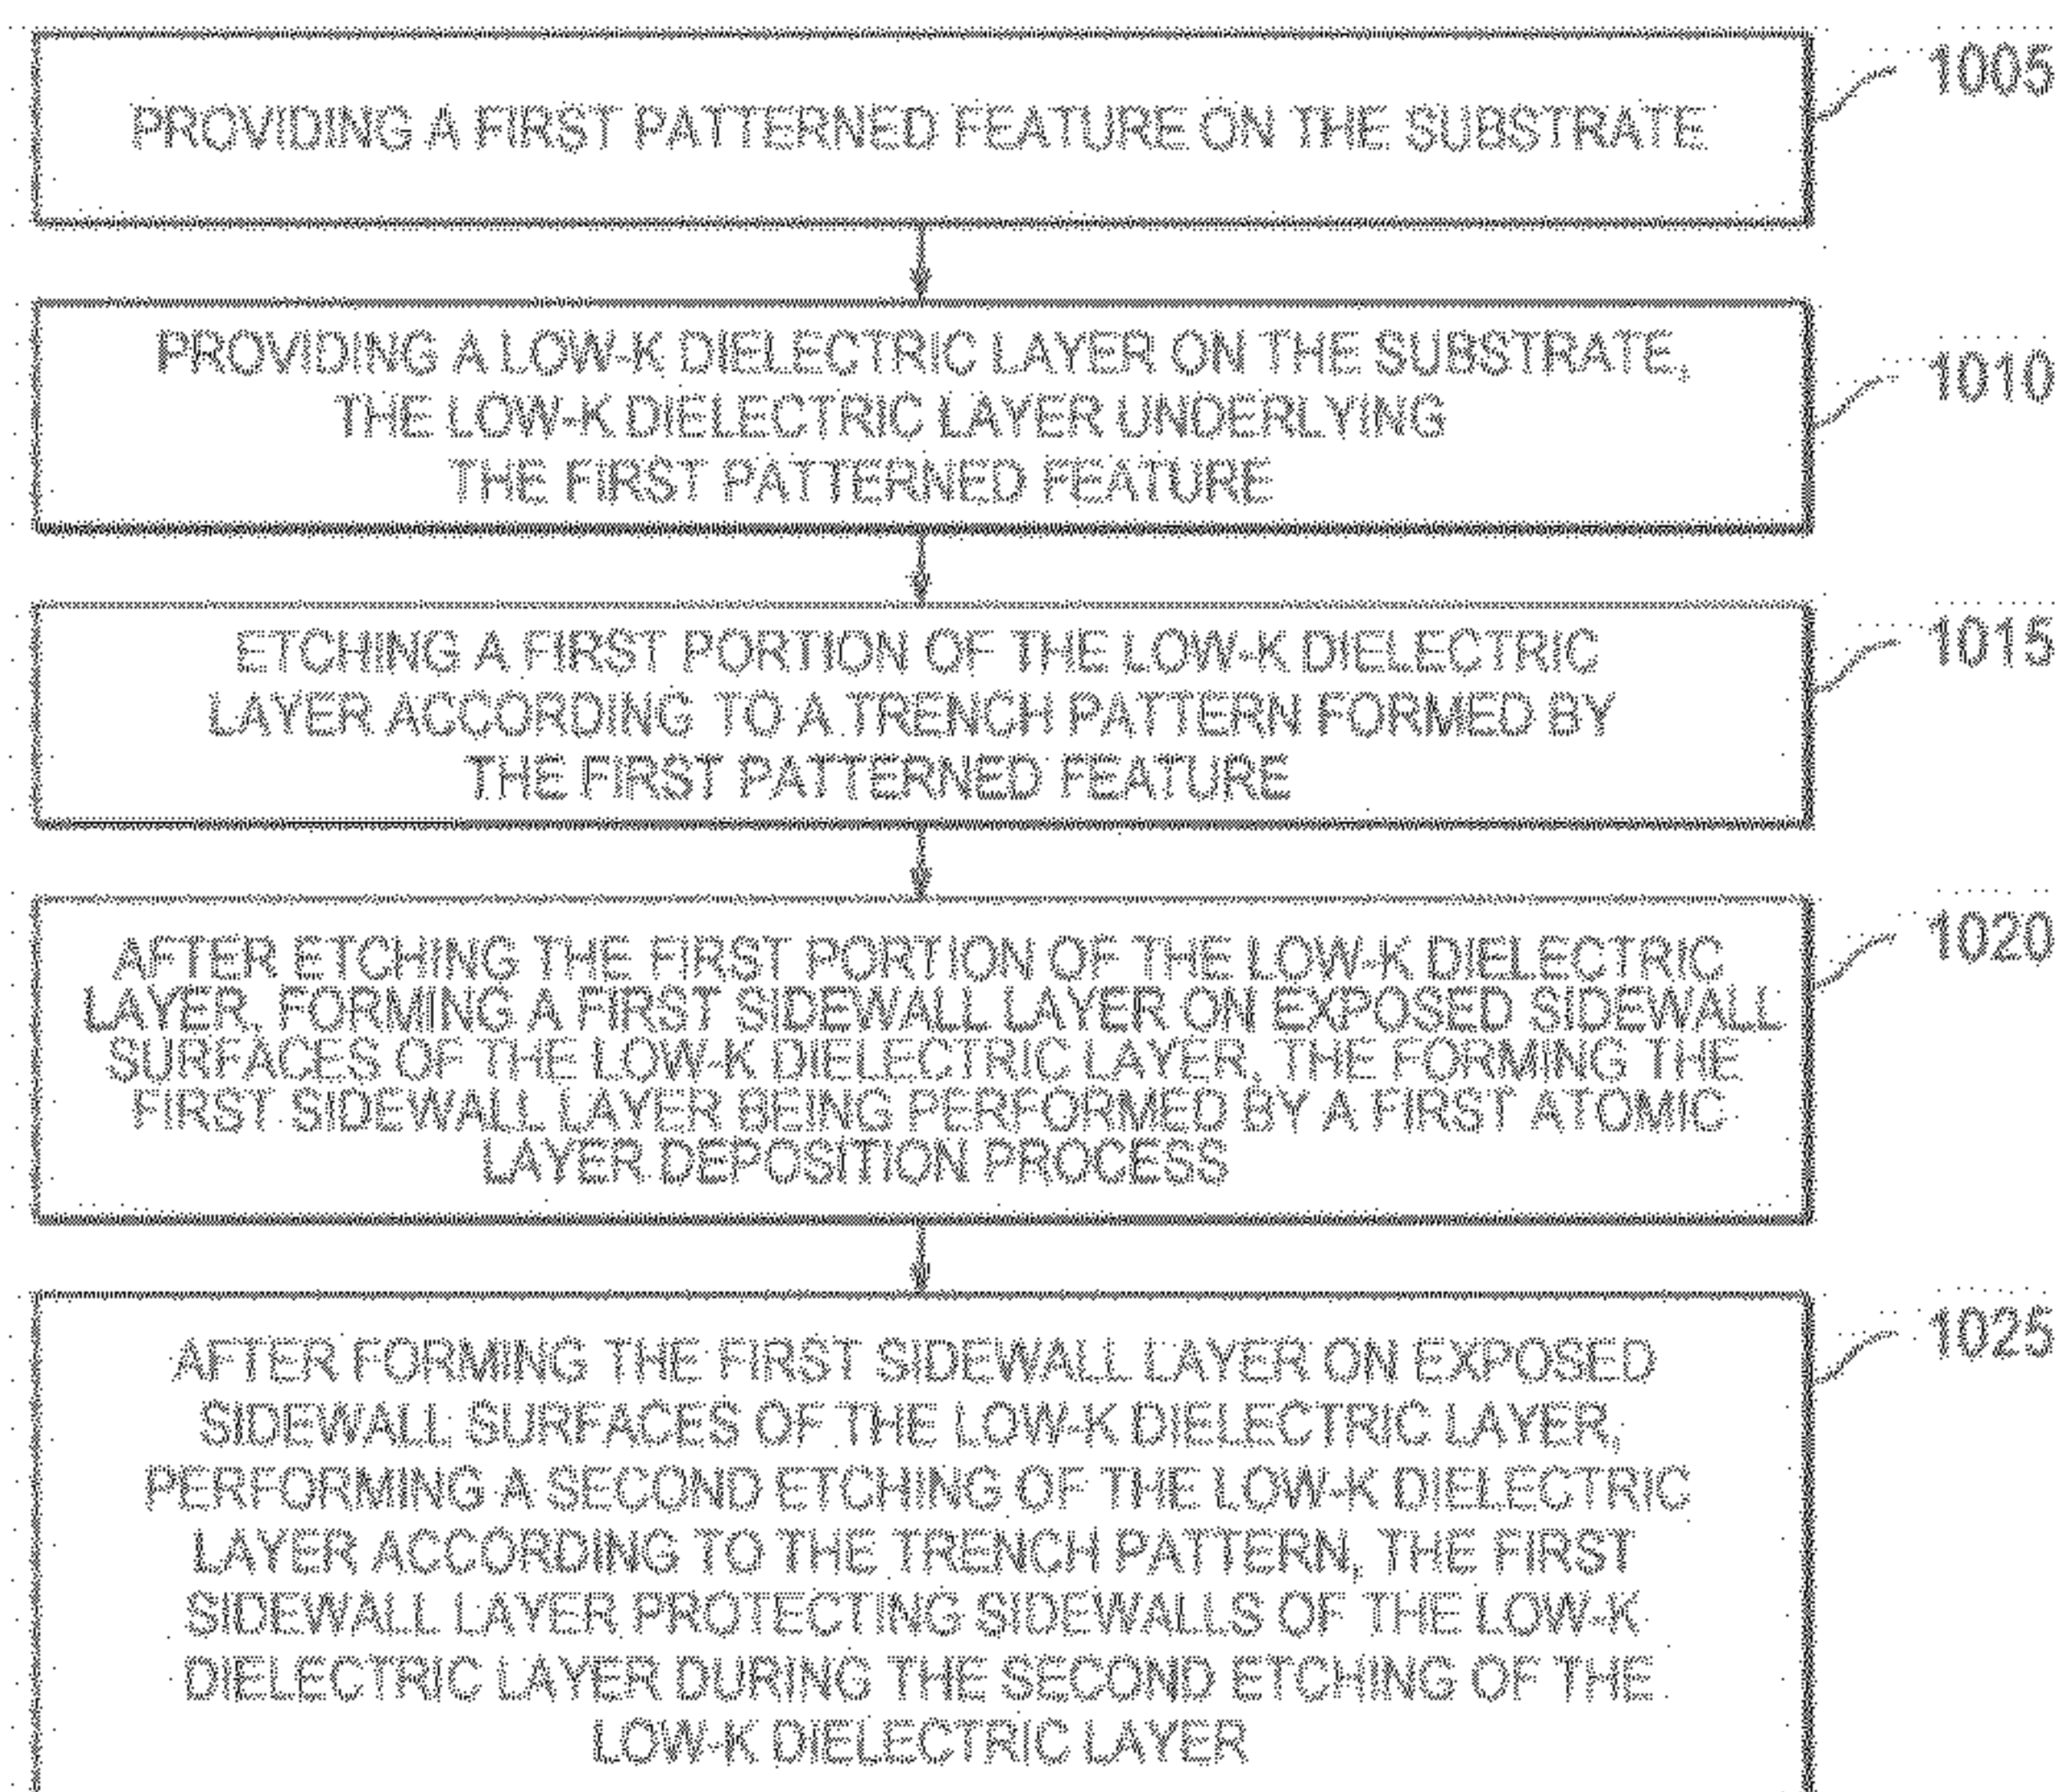 PROVIDING A FIRST PATTERNED FEATURE ON THE SUBSTRATE
1005
PROVIDING A LOW-K DIELECTRIC LAYER ON THE SUBSTRATE,
THE LOW-K DIELECTRIC LAYER UNDERLYING
THE FIRST PATTERNED FEATURE
1010
ETCHING A FIRST PORTION OF THE LOW-K DIELECTRIC
LAYER ACCORDING TO A TRENCH PATTERN FORMED BY
THE FIRST PATTERNED FEATURE
1015
AFTER ETCHING THE FIRST PORTION OF THE LOW-K DIELECTRIC
LAYER, FORMING A FIRST SIDEWALL LAYER ON EXPOSED SIDEWALL
SURFACES OF THE LOW-K DIELECTRIC LAYER, THE FORMING THE
FIRST SIDEWALL LAYER BEING PERFORMED BY A FIRST ATOMIC
LAYER DEPOSITION PROCESS
1020
AFTER FORMING THE FIRST SIDEWALL LAYER ON EXPOSED
SIDEWALL SURFACES OF THE LOW-K DIELECTRIC LAYER,
PERFORMING A SECOND ETCHING OF THE LOW-K DIELECTRIC
LAYER ACCORDING TO THE TRENCH PATTERN, THE FIRST
SIDEWALL LAYER PROTECTING SIDEWALLS OF THE LOW-K
DIELECTRIC LAYER DURING THE SECOND ETCHING OF THE
LOW-K DIELECTRIC LAYER
1025